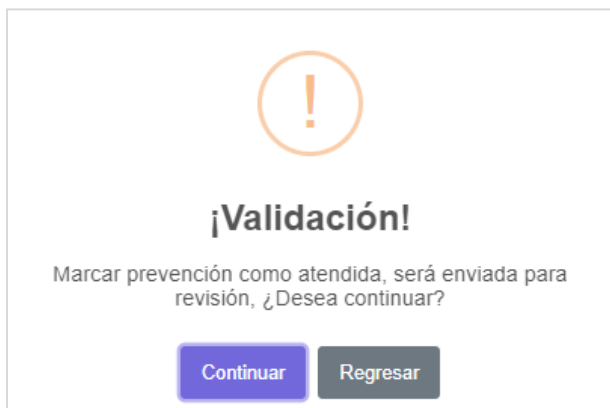 !
¡Validación!
Marcar prevención como atendida, será enviada para
revisión, ¿Desea continuar?
Continuar
Regresar